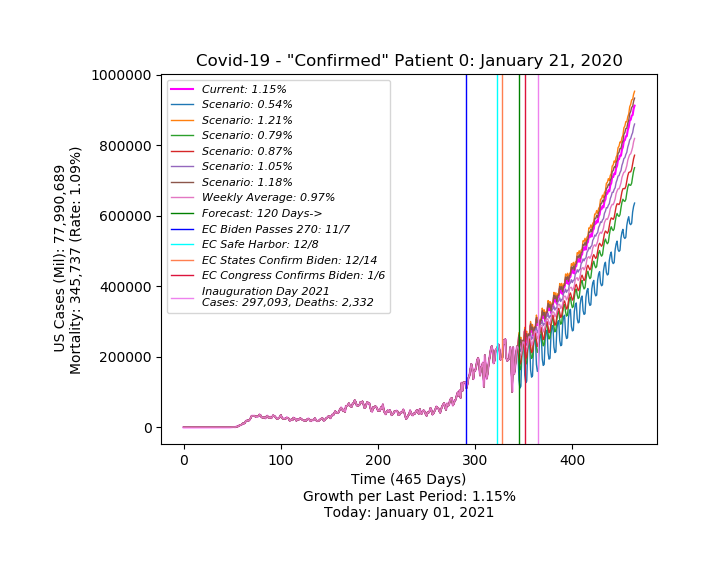 Covid-19 - "Confirmed" Patient 0: January 21, 2020
1000000
800000
600000
400000
200000
0
US Cases (Mil): 77,990,689
Mortality: 345,737 (Rate: 1.09%)
Current: 1.15%
Scenario: 0.54%
Scenario: 1.21%
Scenario: 0.79%
Scenario: 0.87%
Scenario: 1.05%
Scenario: 1.18%
Weekly Average: 0.97%
Forecast: 120 Days->
EC Biden Passes 270: 11/7
EC Safe Harbor: 12/8
EC States Confirm Biden: 12/14
EC Congress Confirms Biden: 1/6
Inauguration Day 2021
Cases: 297,093, Deaths: 2,332
0 100 200 300 400
Time (465 Days)
Growth per Last Period: 1.15%
Today: January 01, 2021